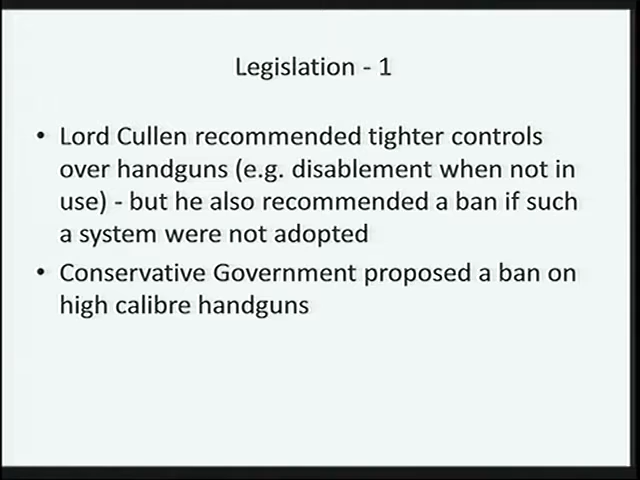 Legislation - 1
• Lord Cullen recommended tighter controls
over handguns (e.g. disablement when not in
use) - but he also recommended a ban if such
a system were not adopted
• Conservative Government proposed a ban on
high calibre handguns